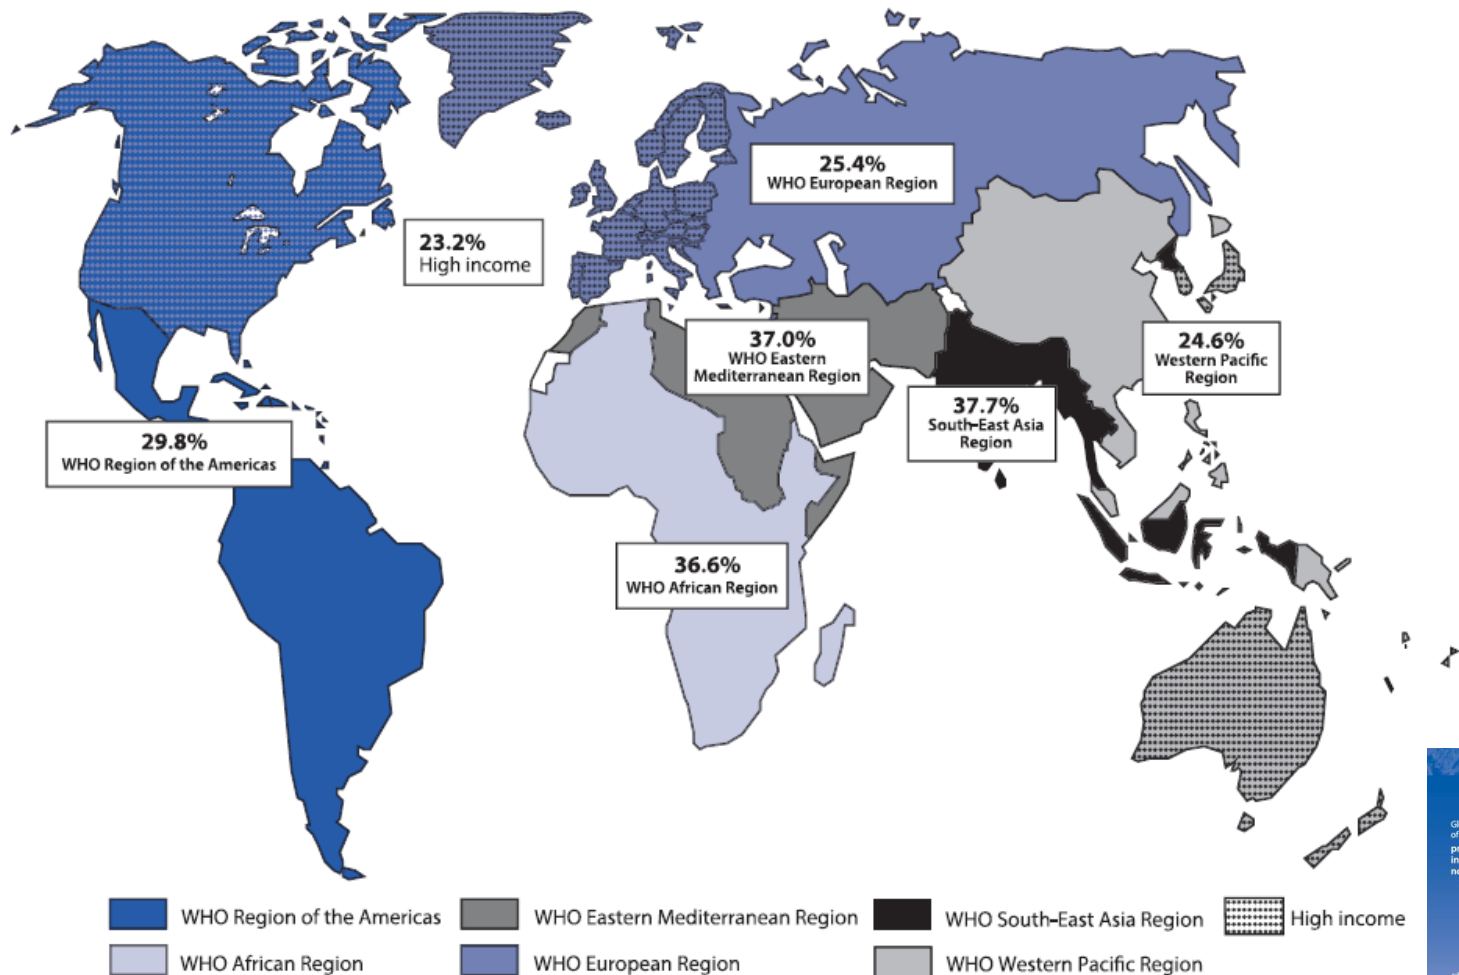 25.4%
WHO European Region
23.2%
High income
37.0%
WHO Eastern
Mediterranean Region
24.6%
Western Pacific
Region
37.7%
South-East Asia
Region
29.8%
WHO Region of the Americas
36.6%
WHO African Region
WHO Region of the Americas
WHO Eastern Mediterranean Region
WHO South-East Asia Region
High income
WHO African Region
WHO European Region
WHO Western Pacific Region